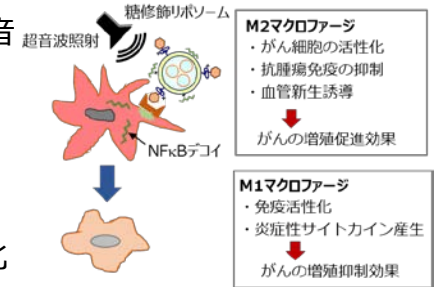 音
糖修飾リポソーム
超音波照射
NFκBデコイ
M2マクロファージ
・がん細胞の活性化
・抗腫瘍免疫の抑制
・血管新生誘導
がんの増殖促進効果
M1マクロファージ
・免疫活性化
・炎症性サイトカイン産生
がんの増殖抑制効果